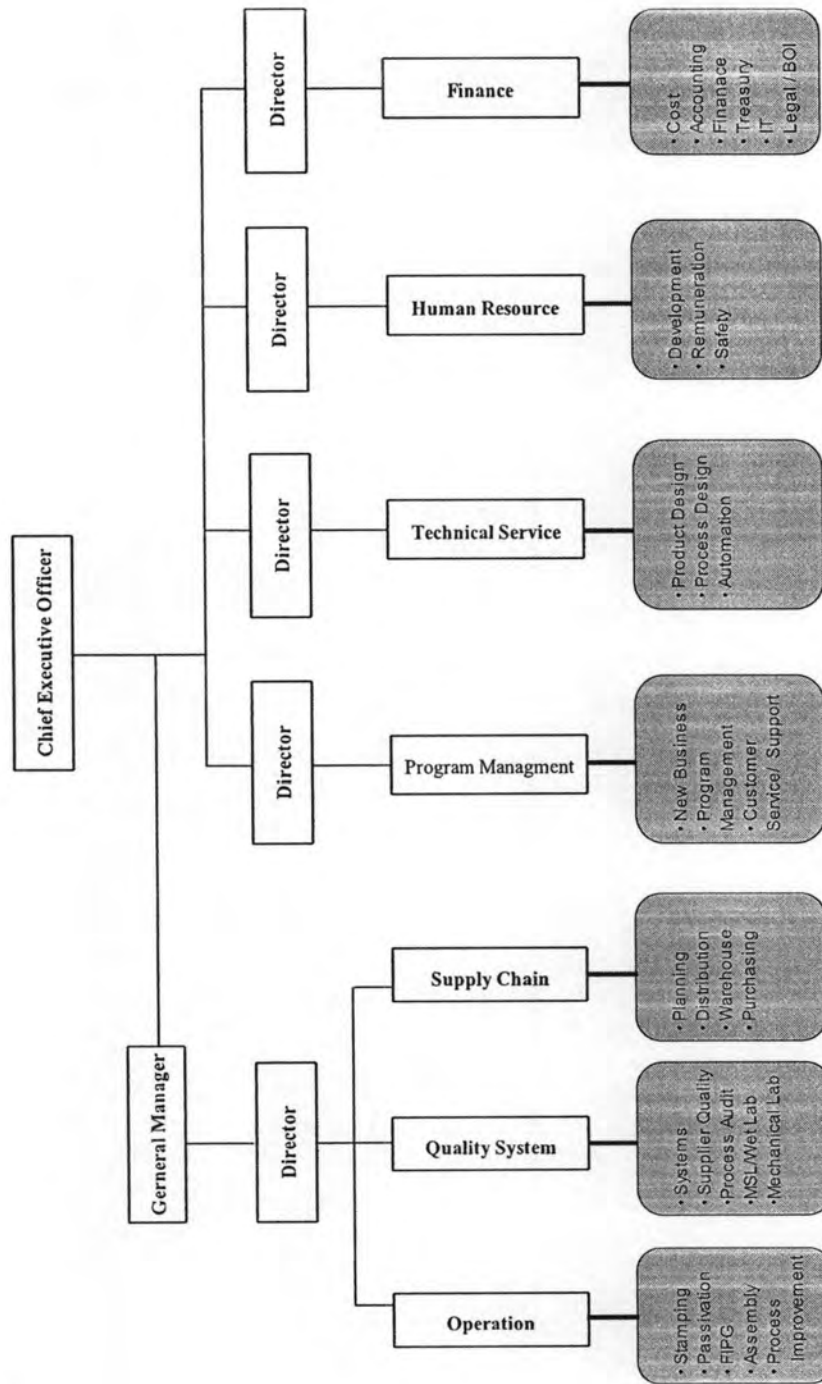 Chief Executive Officer
Gerneral Manager
Director
Director
Director
Director
Director
Operation
Quality System
Supply Chain
Program Managment
Technical Service
Human Resource
Finance
• Stamping
• Passivation
• FIPG
• Assembly
• Process
Improvement
• Systems
• Supplier Quality
• Process Audit
• MSL/Wet Lab
• Mechanical Lab
• Planning
• Distribution
• Warehouse
• Purchasing
• New Business
• Program
Management
• Customer
Service/ Support
• Product Design
• Process Design
• Automation
• Development
• Remuneration
• Safety
• Cost
• Accounting
• Finanace
• Treasury
• IT
• Legal / BOI